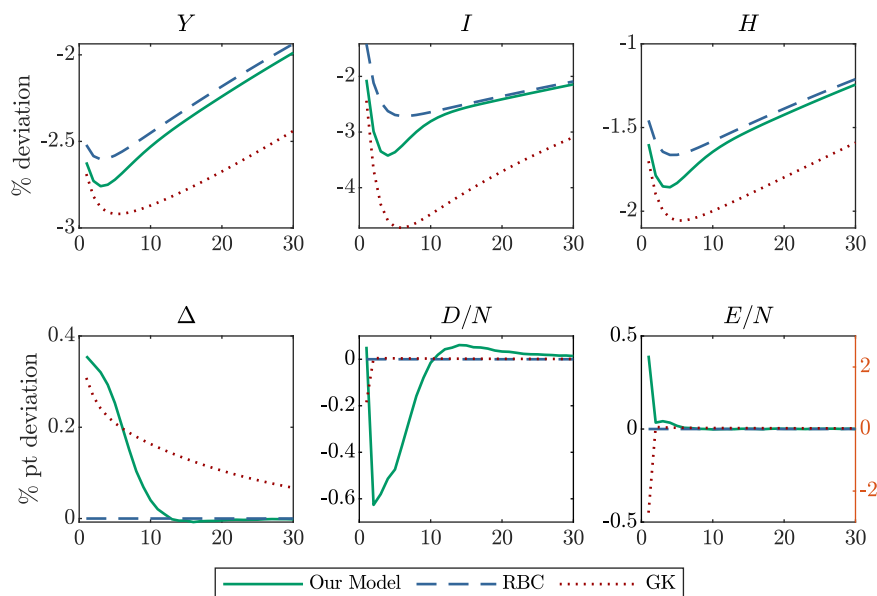 Y I H
-2 -2 -1
-2.5 -3 -1.5
-3 -4 -2
% deviation
0 10 20 30 0 10 20 30 0 10 20 30
Δ D/N E/N
0.4 0 0.5 2
0.2 -0.2 0 0
0 -0.4 -0.5 -2
-0.6
% pt deviation
0 10 20 30 0 10 20 30 0 10 20 30
Our Model RBC GK